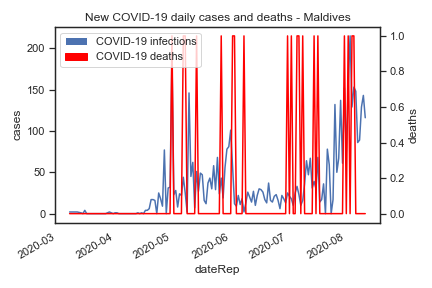 New COVID-19 daily cases and deaths - Maldives
COVID-19 infections
COVID-19 deaths
200
150
100
50
0
cases
1.0
0.8
0.6
0.4
0.2
0.0
deaths
2020-03
2020-04
2020-05
2020-06
2020-07
2020-08
dateRep